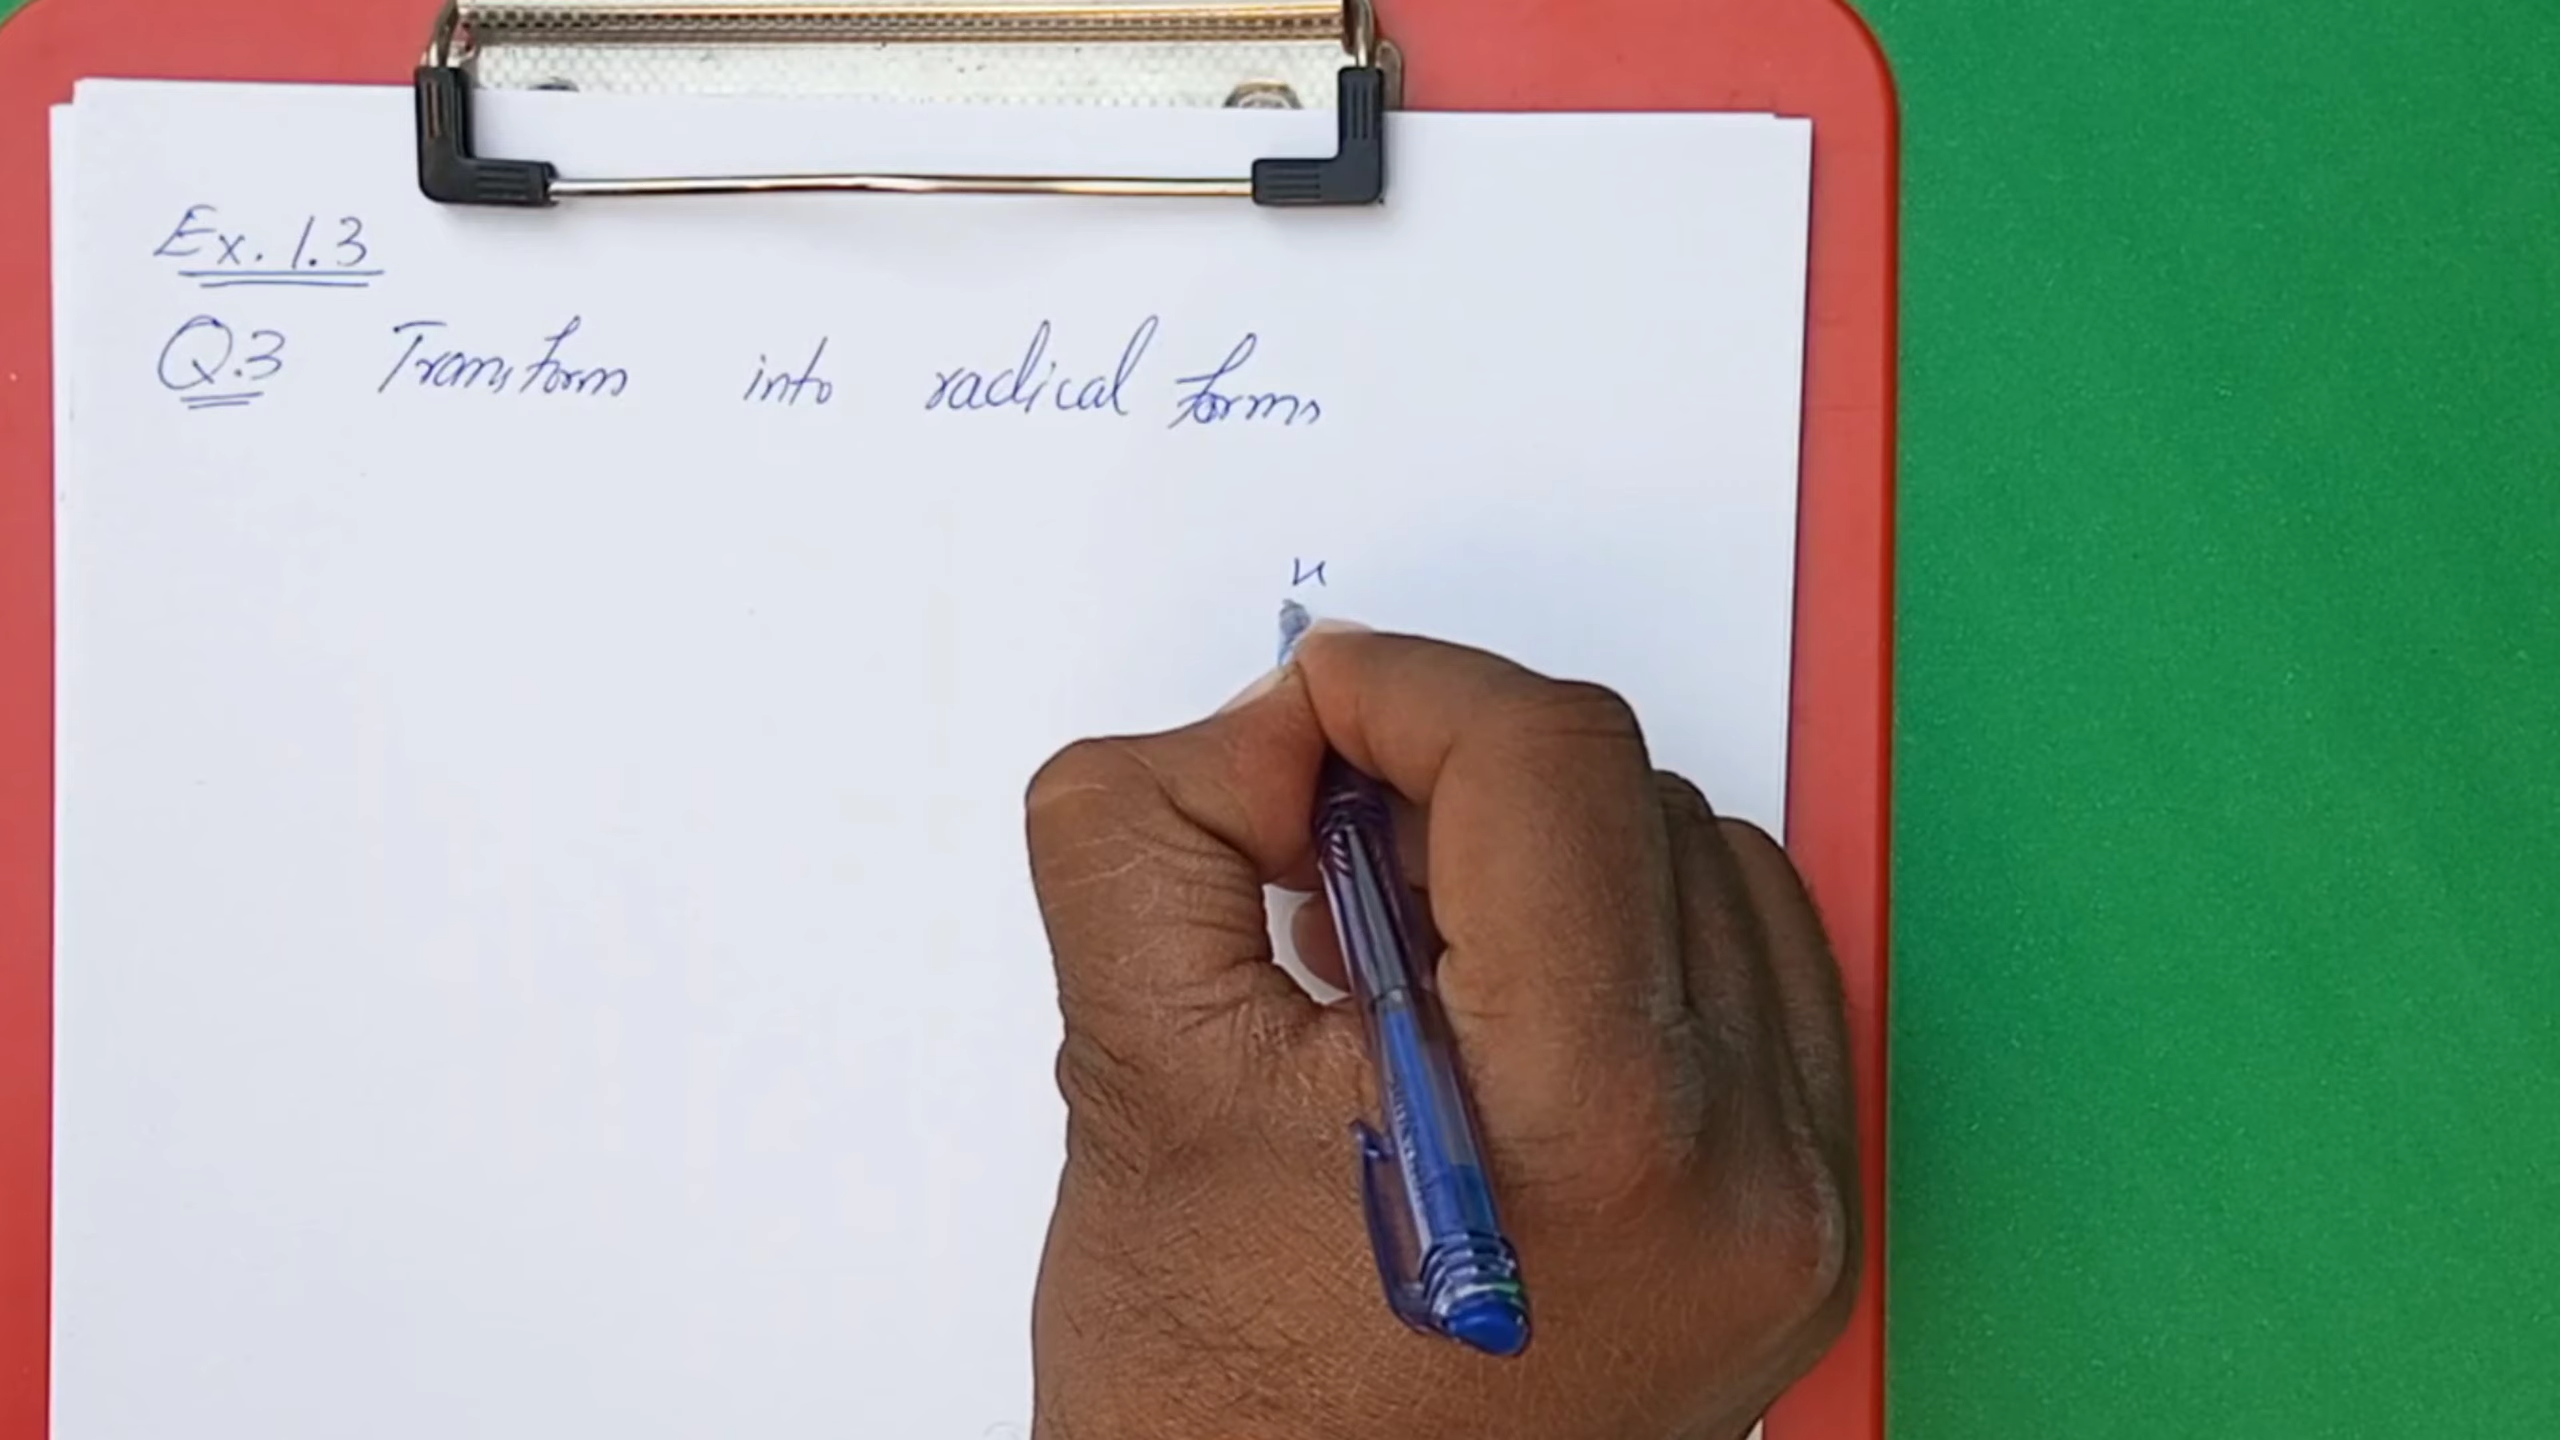 Ex. 1.3
Q.3 Transform into radical forms